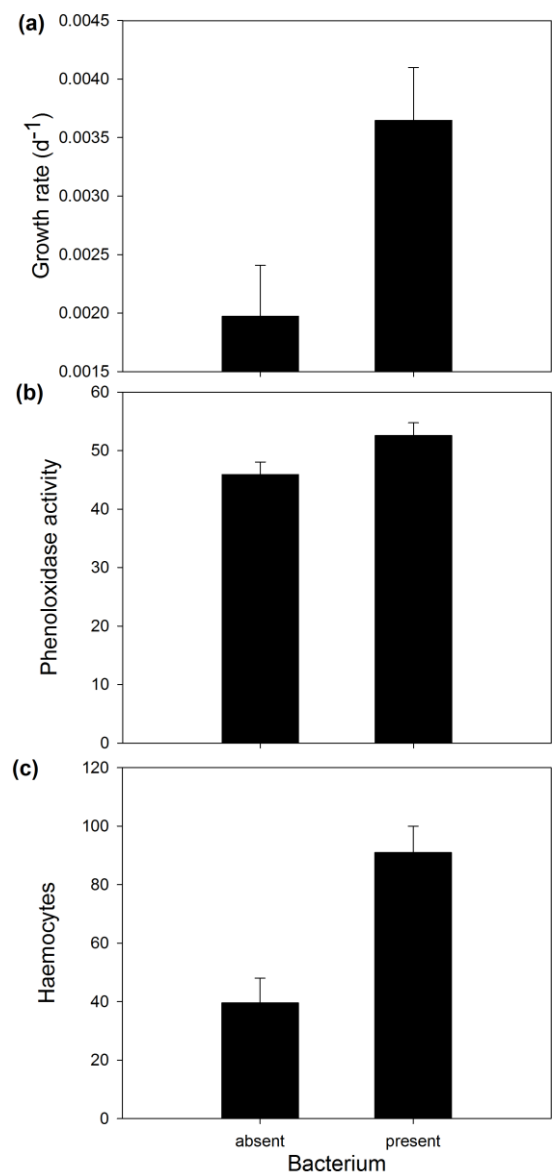 (a)
Growth rate (d⁻¹)
0.0045
0.0040
0.0035
0.0030
0.0025
0.0020
0.0015
(b)
Phenoloxidase activity
60
50
40
30
20
10
0
(c)
Haemocytes
120
100
80
60
40
20
0
absent present
Bacterium